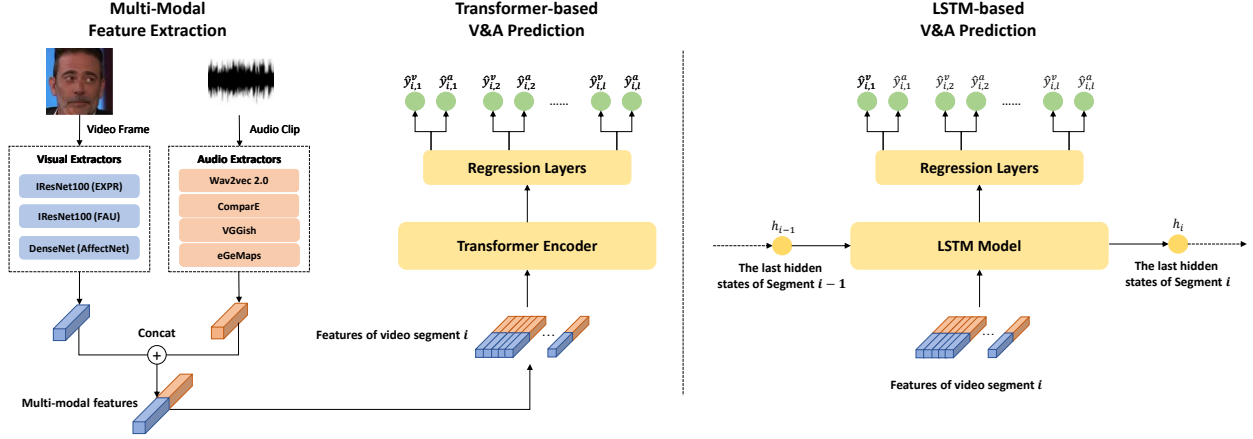 Multi-Modal
Feature Extraction
Video Frame
Audio Clip
Visual Extractors
IResNet100 (EXPR)
IResNet100 (FAU)
DenseNet (AffectNet)
Audio Extractors
Wav2vec 2.0
ComparE
VGGish
eGeMaps
Concat
+
Multi-modal features
Transformer-based
V&A Prediction
ŷ^v_{i,1} ŷ^a_{i,1} ŷ^v_{i,2} ŷ^a_{i,2} ...... ŷ^v_{i,l} ŷ^a_{i,l}
Regression Layers
Transformer Encoder
Features of video segment i
...
LSTM-based
V&A Prediction
ŷ^v_{i,1} ŷ^a_{i,1} ŷ^v_{i,2} ŷ^a_{i,2} ...... ŷ^v_{i,l} ŷ^a_{i,l}
Regression Layers
h_{i−1}
LSTM Model
h_i
The last hidden
states of Segment i − 1
The last hidden
states of Segment i
...
Features of video segment i